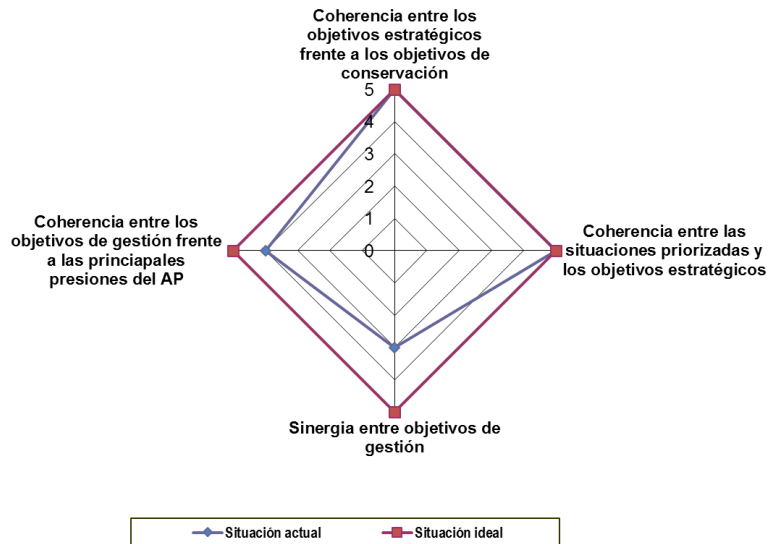 Coherencia entre los
objetivos estratégicos
frente a los objetivos de
conservación
5
4
3
2
1
0
Coherencia entre los
objetivos de gestión frente
a las princiapales
presiones del AP
Coherencia entre las
situaciones priorizadas y
los objetivos estratégicos
Sinergia entre objetivos de
gestión
Situación actual
Situación ideal